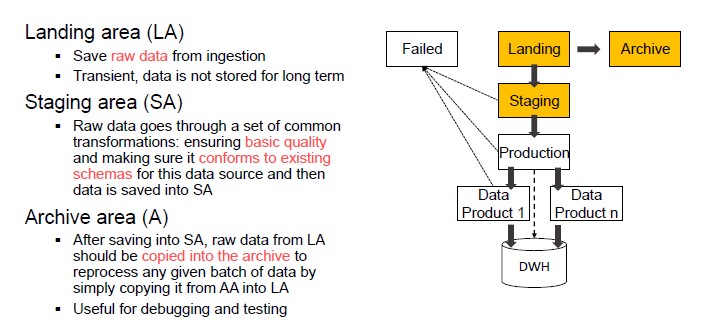 Landing area (LA)
▪ Save raw data from ingestion
▪ Transient, data is not stored for long term
Staging area (SA)
▪ Raw data goes through a set of common
transformations: ensuring basic quality
and making sure it conforms to existing
schemas for this data source and then
data is saved into SA
Archive area (A)
▪ After saving into SA, raw data from LA
should be copied into the archive to
reprocess any given batch of data by
simply copying it from AA into LA
▪ Useful for debugging and testing
Failed
Landing
Archive
Staging
Production
Data
Product 1
Data
Product n
DWH